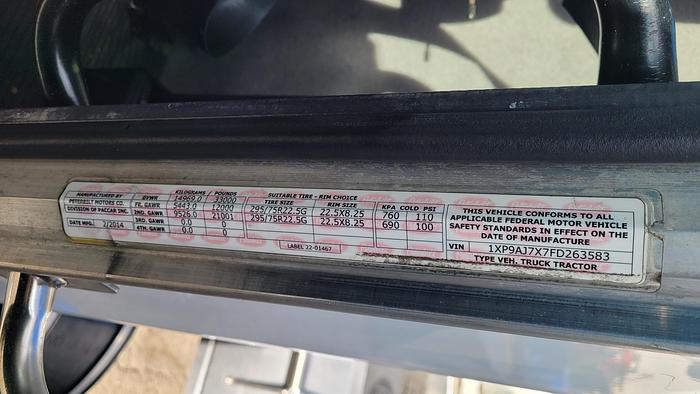 MANUFACTURED BY
PETERBILT MOTORS CO.
DIVISION OF PACCAR INC.
DATE MFG. 2/2014
KILOGRAMS / POUNDS
GVWR 14969.0 33000
FR. GAWR 5443.0 12000
2ND. GAWR 9526.0 21001
3RD. GAWR 0.0 0
4TH. GAWR 0.0 0
SUITABLE TIRE - RIM CHOICE
TIRE SIZE RIM SIZE KPA COLD PSI
295/75R22.5G 22.5X8.25 760 110
295/75R22.5G 22.5X8.25 690 100
LABEL 22-01467
THIS VEHICLE CONFORMS TO ALL
APPLICABLE FEDERAL MOTOR VEHICLE
SAFETY STANDARDS IN EFFECT ON THE
DATE OF MANUFACTURE
VIN 1XP9AJ7X7FD263583
TYPE VEH. TRUCK TRACTOR